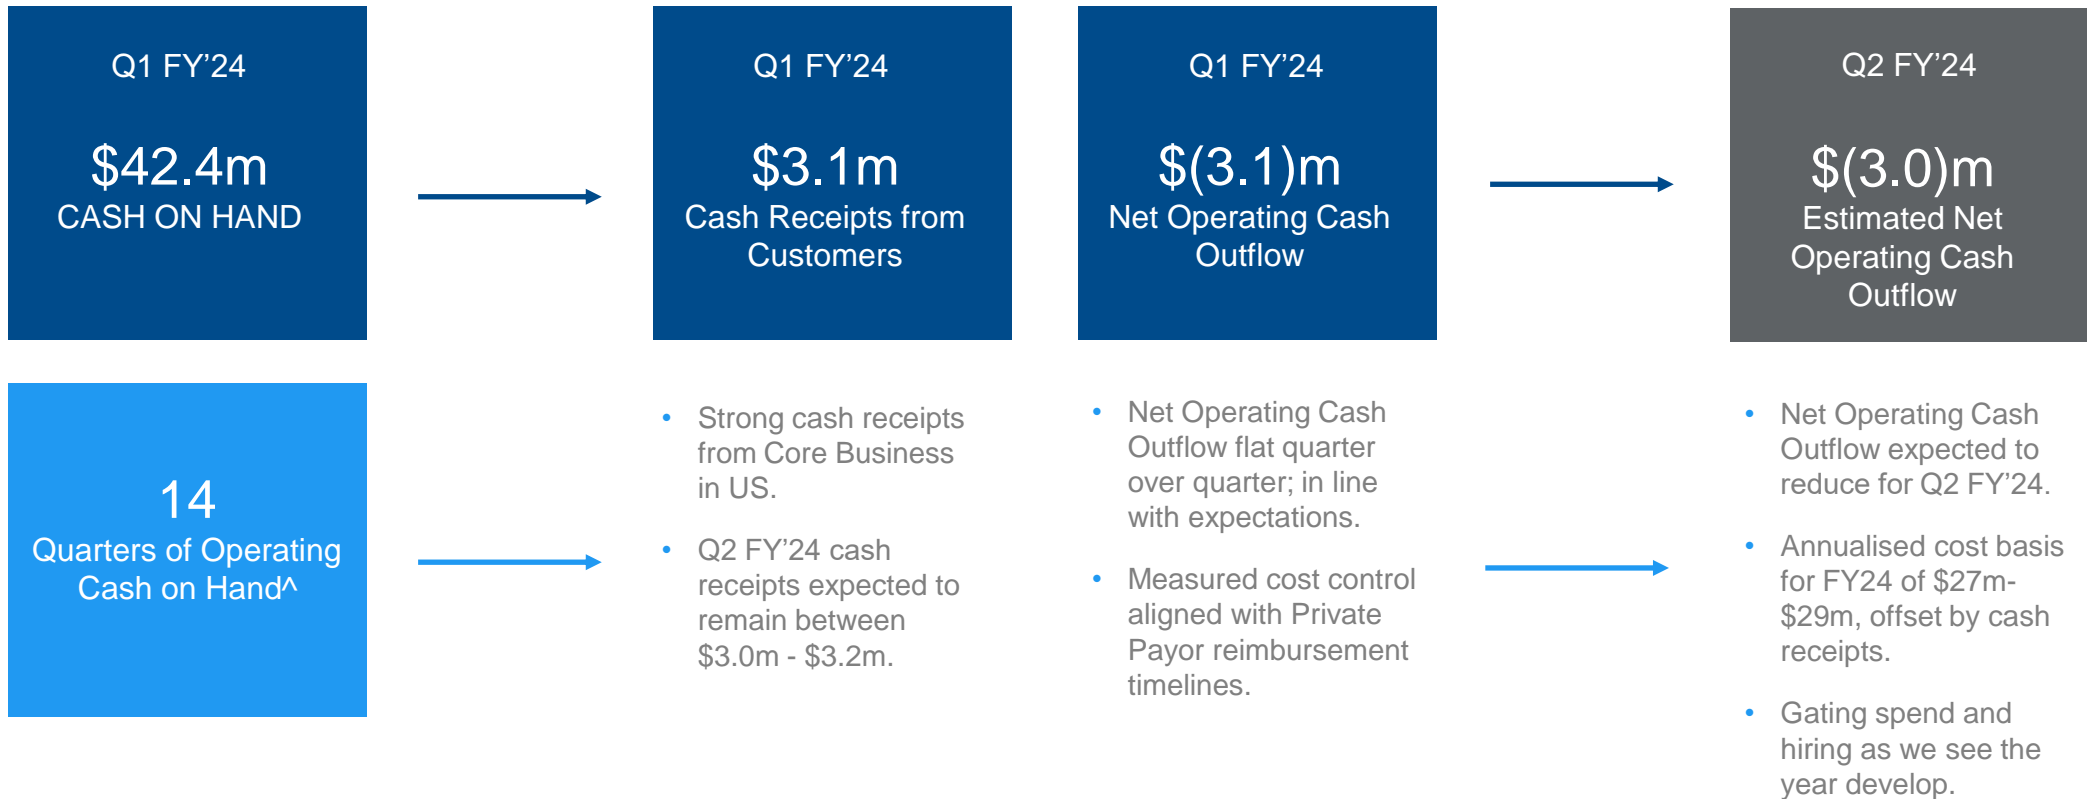 Q1 FY’24
$42.4m
CASH ON HAND
Q1 FY’24
$3.1m
Cash Receipts from
Customers
Q1 FY’24
$(3.1)m
Net Operating Cash
Outflow
Q2 FY’24
$(3.0)m
Estimated Net
Operating Cash
Outflow
14
Quarters of Operating
Cash on Hand^
• Strong cash receipts
from Core Business
in US.
• Q2 FY’24 cash
receipts expected to
remain between
$3.0m - $3.2m.
• Net Operating Cash
Outflow flat quarter
over quarter; in line
with expectations.
• Measured cost control
aligned with Private
Payor reimbursement
timelines.
• Net Operating Cash
Outflow expected to
reduce for Q2 FY’24.
• Annualised cost basis
for FY24 of $27m-
$29m, offset by cash
receipts.
• Gating spend and
hiring as we see the
year develop.